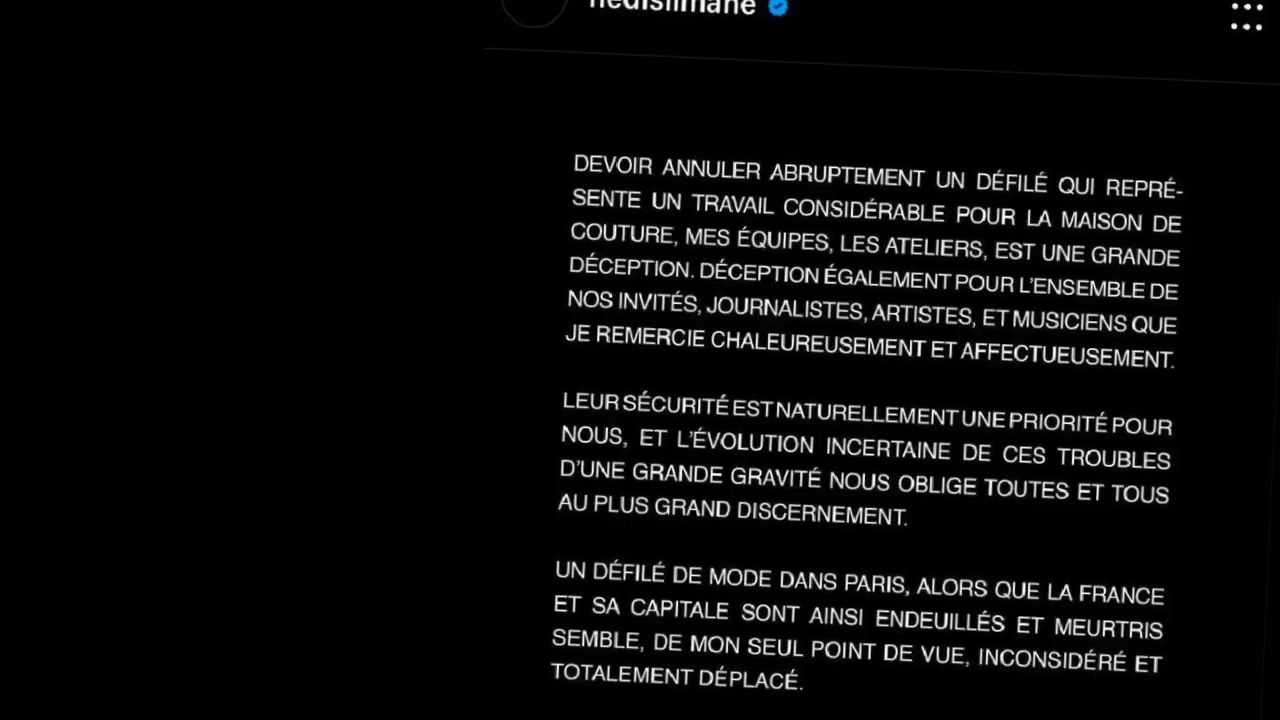 hedislimane
DEVOIR ANNULER ABRUPTEMENT UN DÉFILÉ QUI REPRÉ-
SENTE UN TRAVAIL CONSIDÉRABLE POUR LA MAISON DE
COUTURE, MES ÉQUIPES, LES ATELIERS, EST UNE GRANDE
DÉCEPTION. DÉCEPTION ÉGALEMENT POUR L'ENSEMBLE DE
NOS INVITÉS, JOURNALISTES, ARTISTES, ET MUSICIENS QUE
JE REMERCIE CHALEUREUSEMENT ET AFFECTUEUSEMENT.
LEUR SÉCURITÉ EST NATURELLEMENT UNE PRIORITÉ POUR
NOUS, ET L'ÉVOLUTION INCERTAINE DE CES TROUBLES
D'UNE GRANDE GRAVITÉ NOUS OBLIGE TOUTES ET TOUS
AU PLUS GRAND DISCERNEMENT.
UN DÉFILÉ DE MODE DANS PARIS, ALORS QUE LA FRANCE
ET SA CAPITALE SONT AINSI ENDEUILLÉS ET MEURTRIS
SEMBLE, DE MON SEUL POINT DE VUE, INCONSIDÉRÉ ET
TOTALEMENT DÉPLACÉ.